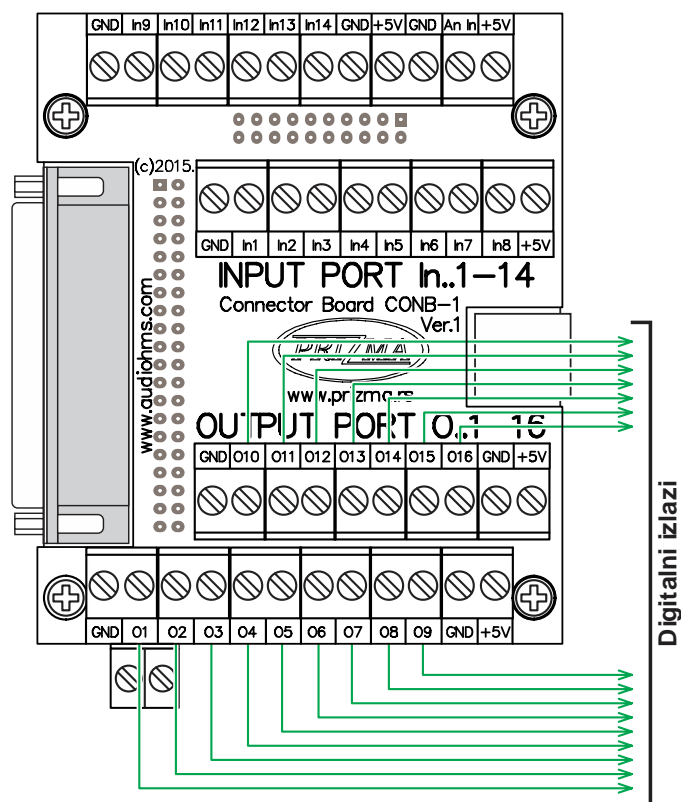 GND In9 In10 In11 In12 In13 In14 GND +5V GND An In +5V
(c)2015.
GND In1 In2 In3 In4 In5 In6 In7 In8 +5V
INPUT PORT In..1-14
Connector Board CONB-1
Ver.1
PRIZMA
www.prizma.rs
www.audiohms.com
OUTPUT PORT O..1-16
GND O10 O11 O12 O13 O14 O15 O16 GND +5V
GND O1 O2 O3 O4 O5 O6 O7 O8 O9 GND +5V
Digitalni izlazi